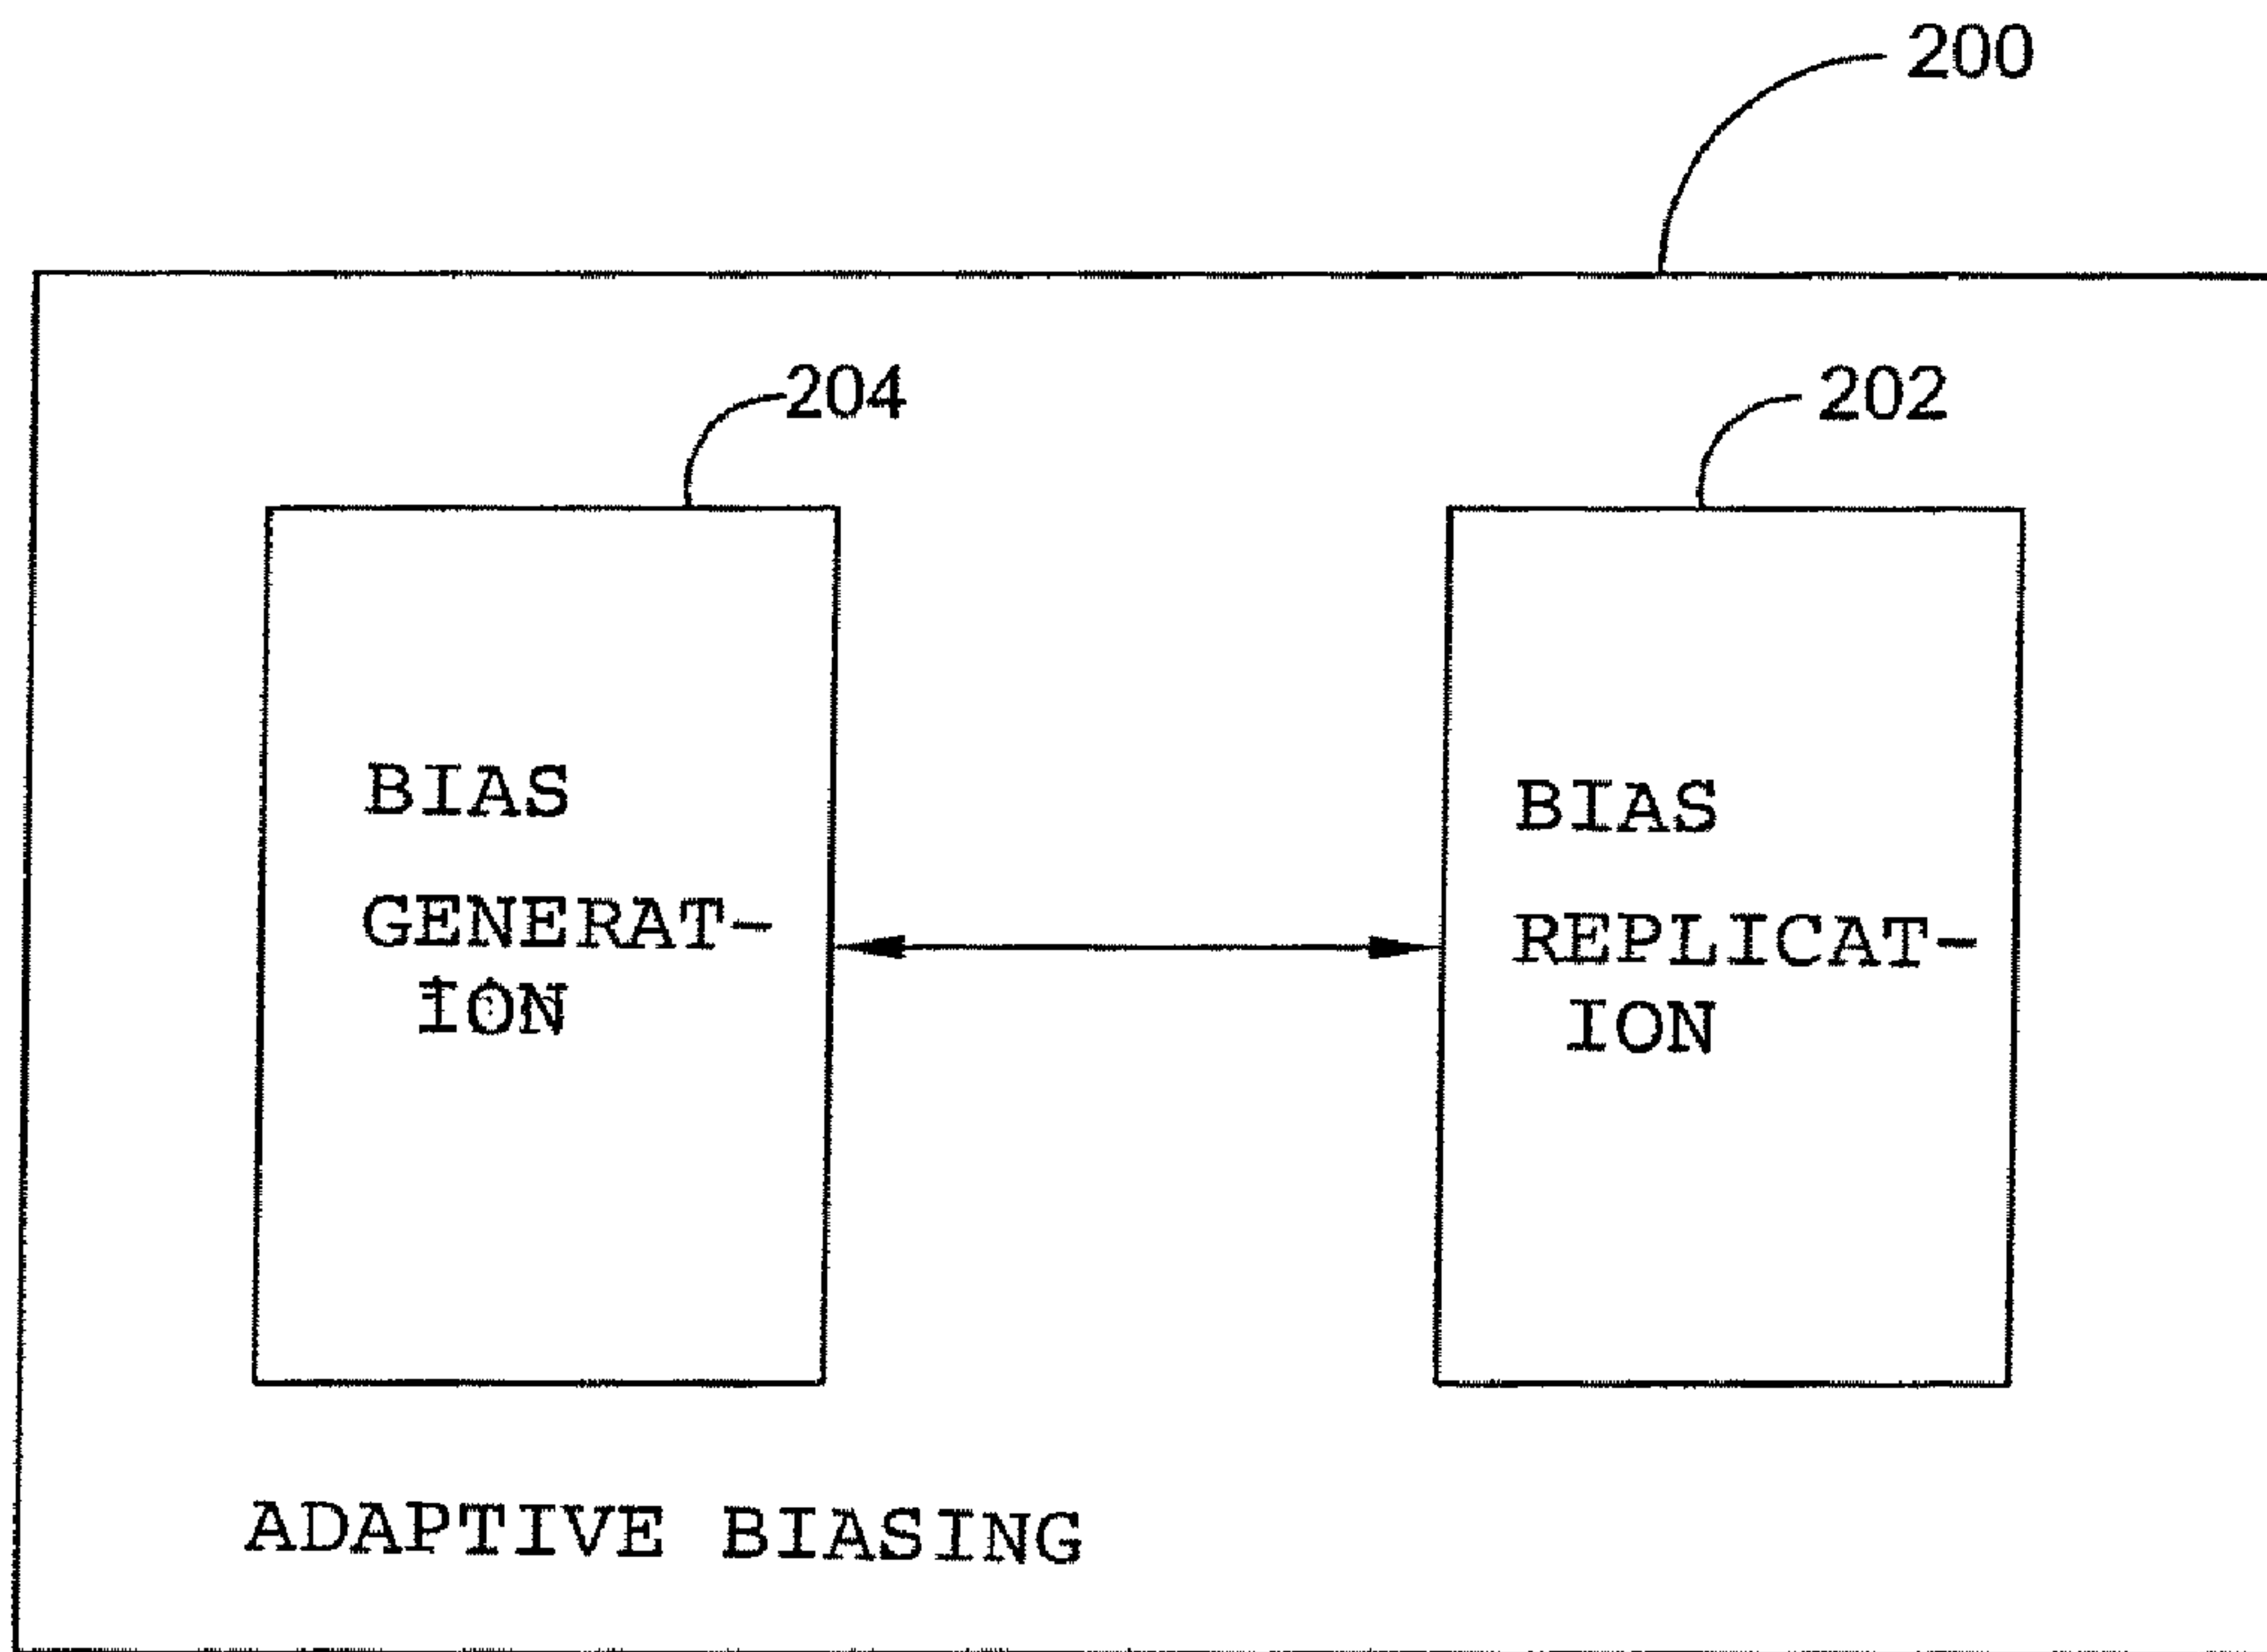 200
204
202
BIAS
GENERAT-
ION
BIAS
REPLICAT-
ION
ADAPTIVE BIASING